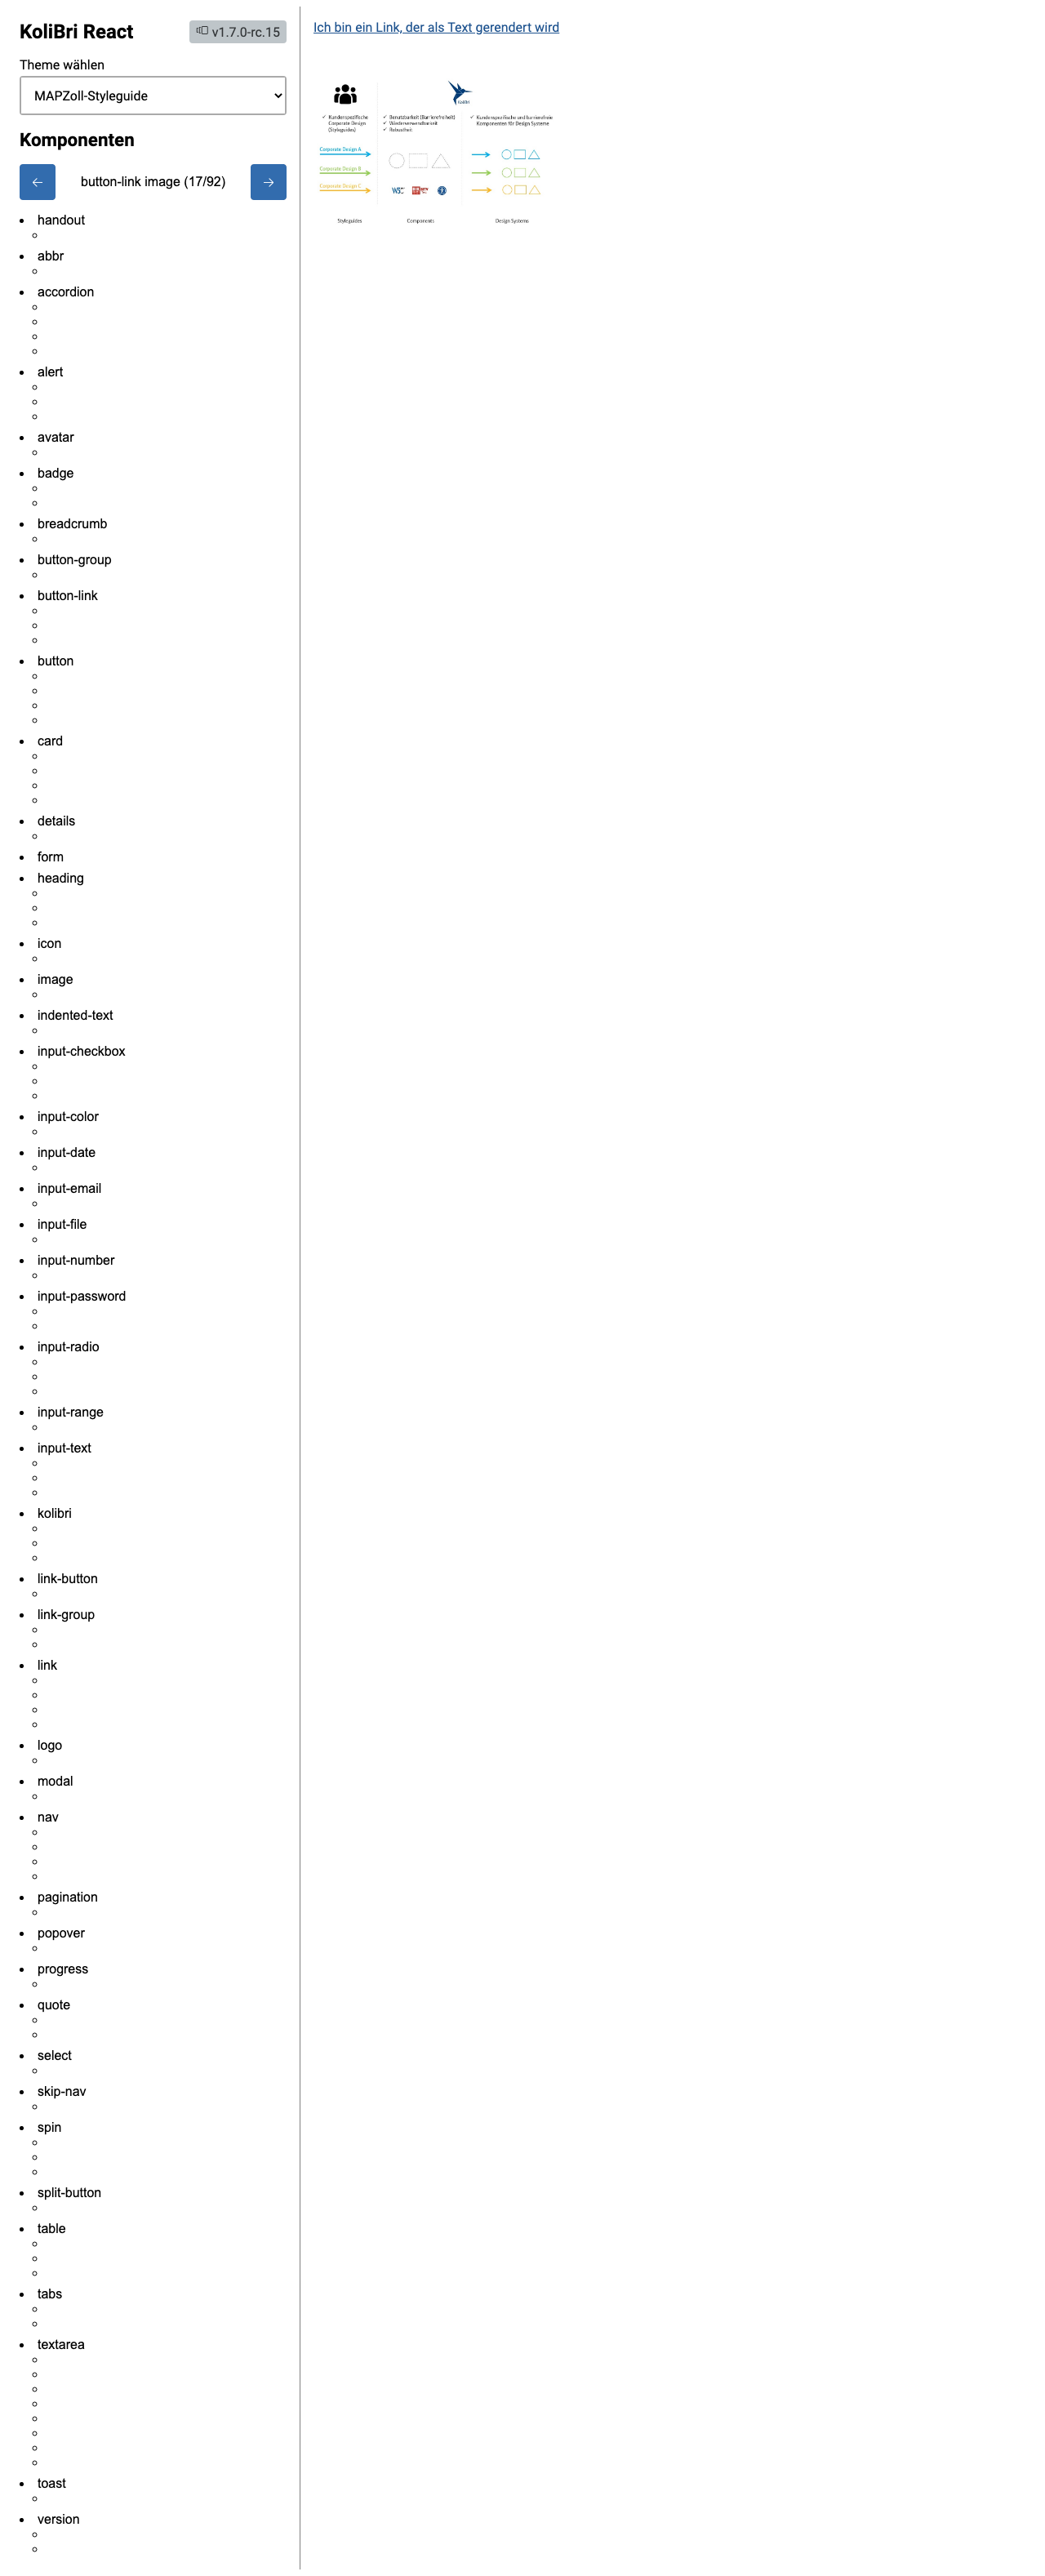 KoliBri React
v1.7.0-rc.15
Theme wählen
MAPZoll-Styleguide
Komponenten
button-link image (17/92)
handout
abbr
accordion
alert
avatar
badge
breadcrumb
button-group
button-link
button
card
details
form
heading
icon
image
indented-text
input-checkbox
input-color
input-date
input-email
input-file
input-number
input-password
input-radio
input-range
input-text
kolibri
link-button
link-group
link
logo
modal
nav
pagination
popover
progress
quote
select
skip-nav
spin
split-button
table
tabs
textarea
toast
version
Ich bin ein Link, der als Text gerendert wird
KoliBri
✓ Kundenspezifische
Corporate Design
(Styleguides)
✓ Benutzbarkeit (Barrierefreiheit)
✓ Wiederverwendbarkeit
✓ Robustheit
✓ Kundenspezifische und barrierefreie
Komponenten für Design Systeme
Corporate Design A
Corporate Design B
Corporate Design C
Styleguides
Components
Design Systems